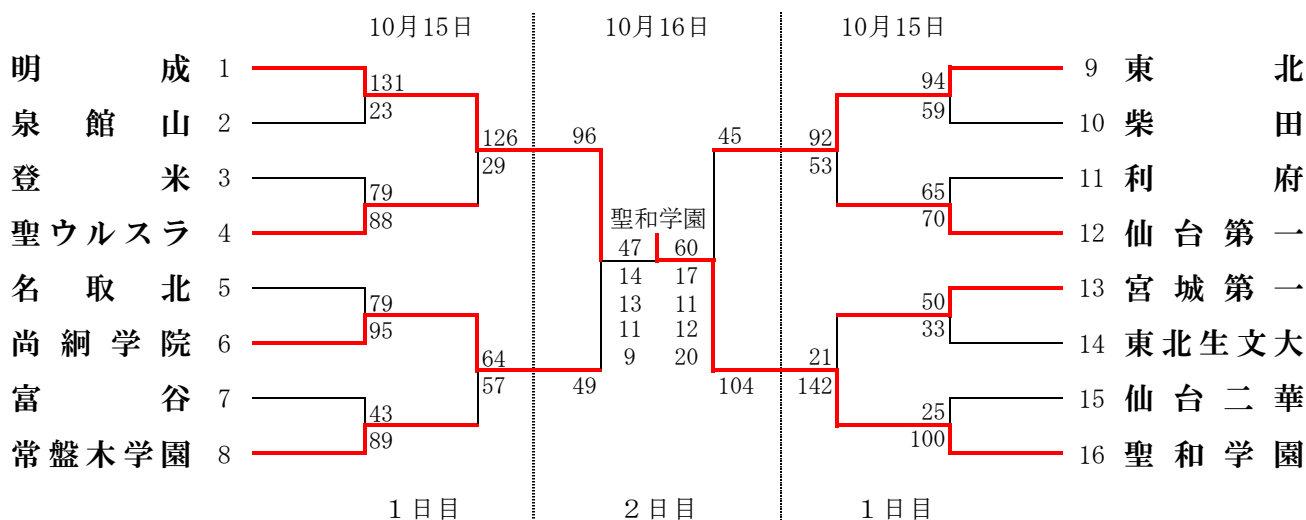 10月15日 10月16日 10月15日
明成 1 131 94 9 東北
泉館山 2 23 59 10 柴田
126 96 45 92
29 53
登米 3 79 65 11 利府
聖ウルスラ 4 88 70 12 仙台第一
聖和学園
47 60
14 17
13 11
11 12
9 20
名取北 5 79 50 13 宮城第一
尚絅学院 6 95 33 14 東北生文大
64 21
57 49 104 142
富谷 7 43 25 15 仙台二華
常盤木学園 8 89 100 16 聖和学園
１日目 ２日目 １日目